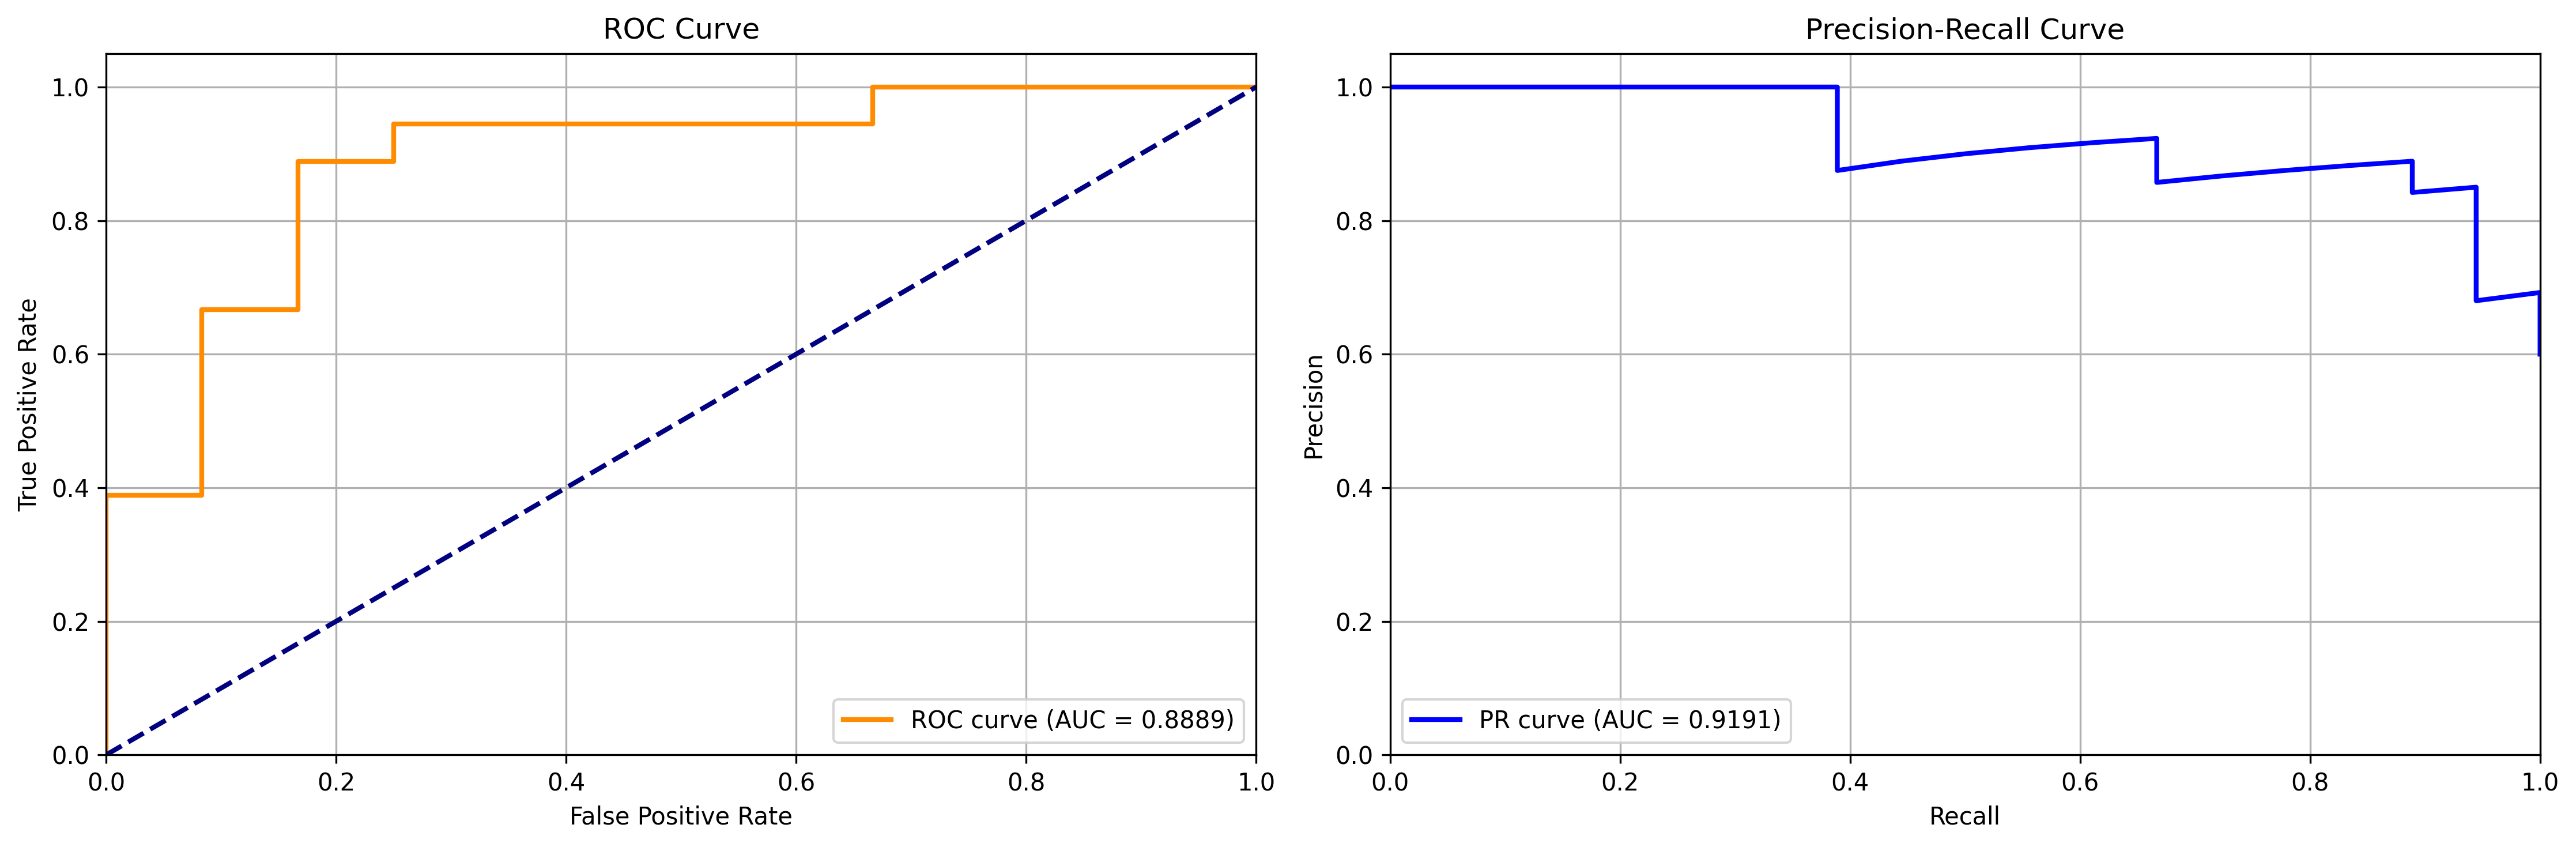 ROC Curve
True Positive Rate
1.0
0.8
0.6
0.4
0.2
0.0
0.0 0.2 0.4 0.6 0.8 1.0
False Positive Rate
ROC curve (AUC = 0.8889)
Precision-Recall Curve
Precision
1.0
0.8
0.6
0.4
0.2
0.0
0.0 0.2 0.4 0.6 0.8 1.0
Recall
PR curve (AUC = 0.9191)